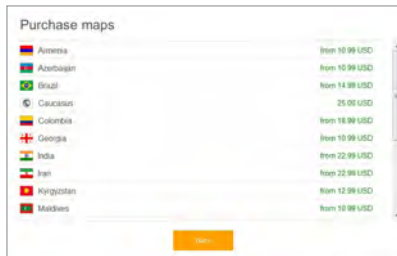 Purchase maps
Armenia from 10.99 USD
Azerbaijan from 10.99 USD
Brazil from 14.99 USD
Caucasus 25.00 USD
Colombia from 18.99 USD
Georgia from 10.99 USD
India from 22.99 USD
Iran from 22.99 USD
Kyrgyzstan from 12.99 USD
Maldives from 10.99 USD